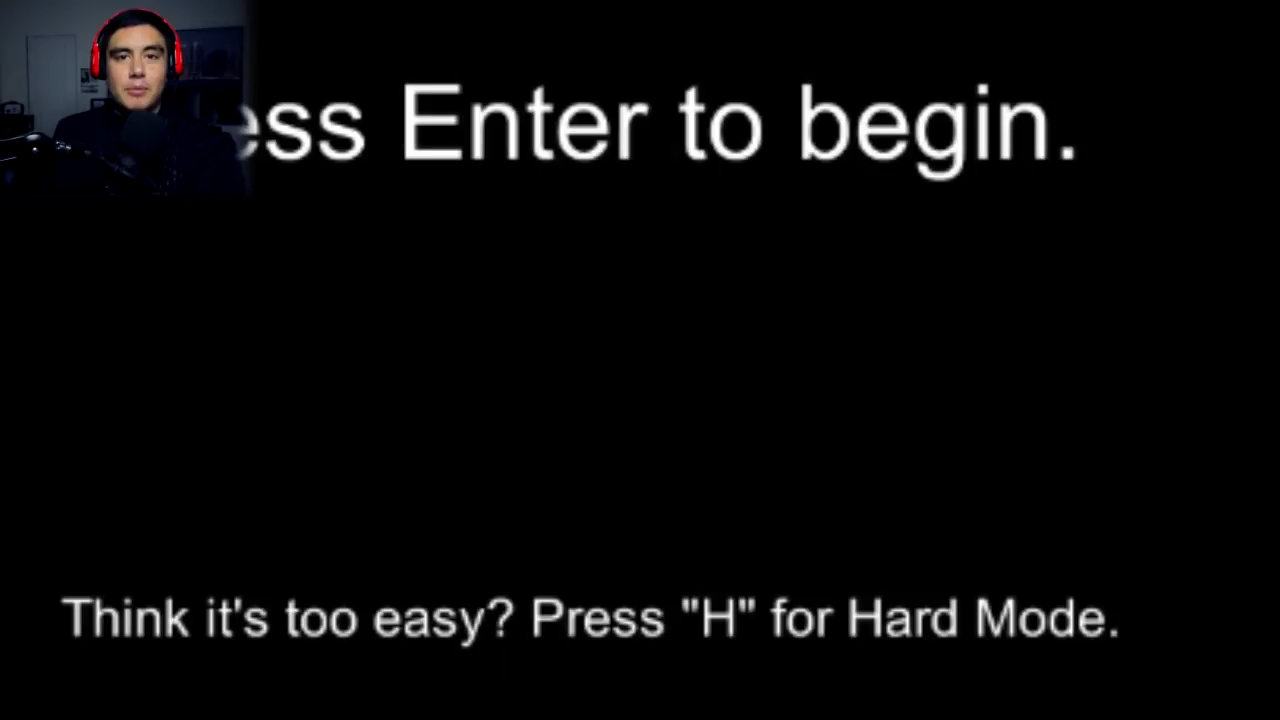 ess Enter to begin.
Think it's too easy? Press "H" for Hard Mode.